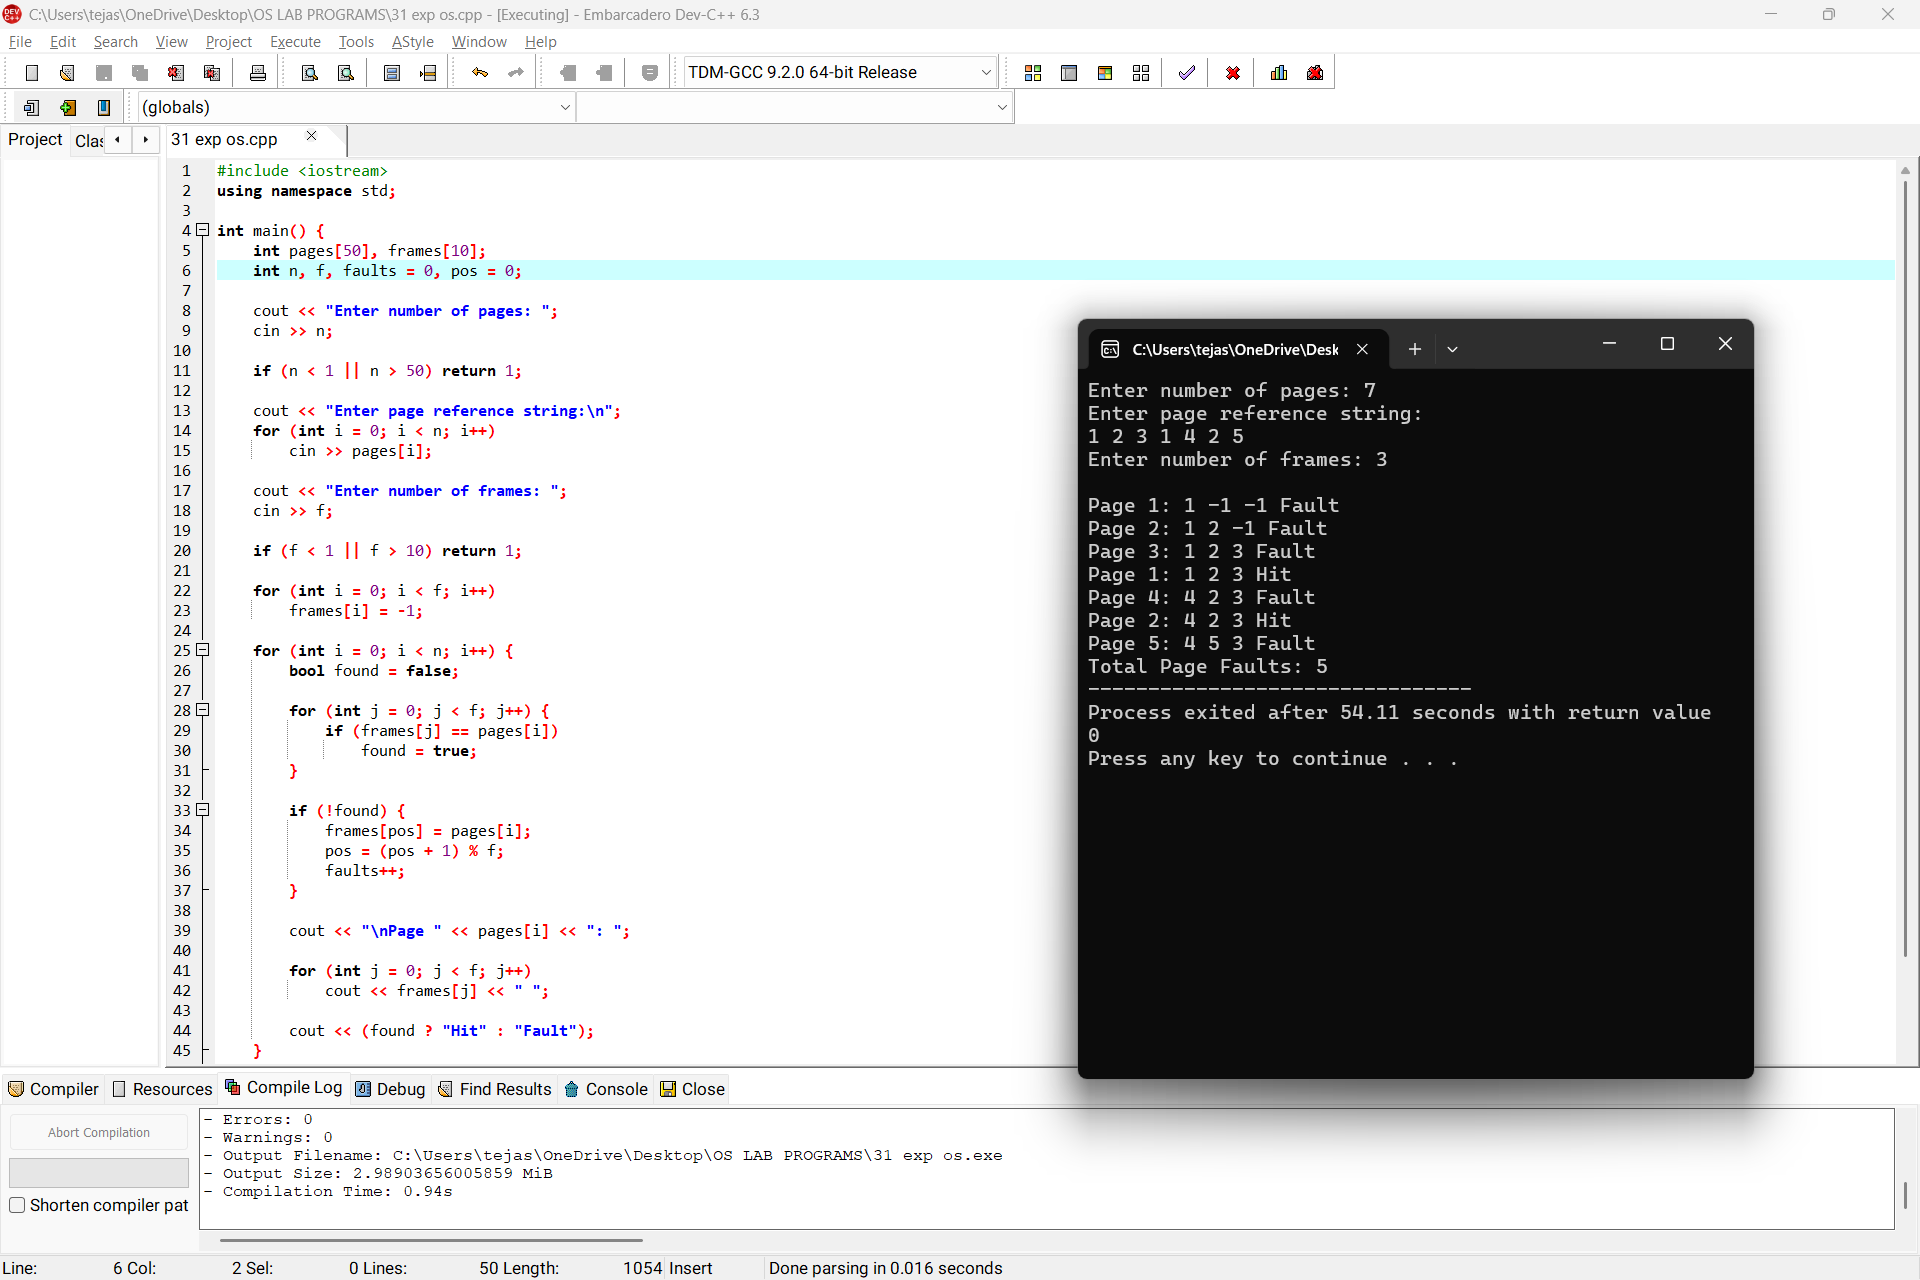 C:\Users\tejas\OneDrive\Desktop\OS LAB PROGRAMS\31 exp os.cpp - [Executing] - Embarcadero Dev-C++ 6.3
File Edit Search View Project Execute Tools AStyle Window Help
TDM-GCC 9.2.0 64-bit Release
(globals)
Project Clas 31 exp os.cpp
1 #include <iostream>
2 using namespace std;
3
4 int main() {
5 int pages[50], frames[10];
6 int n, f, faults = 0, pos = 0;
7
8 cout << "Enter number of pages: ";
9 cin >> n;
10
11 if (n < 1 || n > 50) return 1;
12
13 cout << "Enter page reference string:\n";
14 for (int i = 0; i < n; i++)
15 cin >> pages[i];
16
17 cout << "Enter number of frames: ";
18 cin >> f;
19
20 if (f < 1 || f > 10) return 1;
21
22 for (int i = 0; i < f; i++)
23 frames[i] = -1;
24
25 for (int i = 0; i < n; i++) {
26 bool found = false;
27
28 for (int j = 0; j < f; j++) {
29 if (frames[j] == pages[i])
30 found = true;
31 }
32
33 if (!found) {
34 frames[pos] = pages[i];
35 pos = (pos + 1) % f;
36 faults++;
37 }
38
39 cout << "\nPage " << pages[i] << ": ";
40
41 for (int j = 0; j < f; j++)
42 cout << frames[j] << " ";
43
44 cout << (found ? "Hit" : "Fault");
45 }
C:\Users\tejas\OneDrive\Desk
Enter number of pages: 7
Enter page reference string:
1 2 3 1 4 2 5
Enter number of frames: 3
Page 1: 1 -1 -1 Fault
Page 2: 1 2 -1 Fault
Page 3: 1 2 3 Fault
Page 1: 1 2 3 Hit
Page 4: 4 2 3 Fault
Page 2: 4 2 3 Hit
Page 5: 4 5 3 Fault
Total Page Faults: 5
--------------------------------
Process exited after 54.11 seconds with return value
0
Press any key to continue . . .
Compiler Resources Compile Log Debug Find Results Console Close
Abort Compilation
Shorten compiler pat
- Errors: 0
- Warnings: 0
- Output Filename: C:\Users\tejas\OneDrive\Desktop\OS LAB PROGRAMS\31 exp os.exe
- Output Size: 2.98903656005859 MiB
- Compilation Time: 0.94s
Line: 6 Col: 2 Sel: 0 Lines: 50 Length: 1054 Insert Done parsing in 0.016 seconds